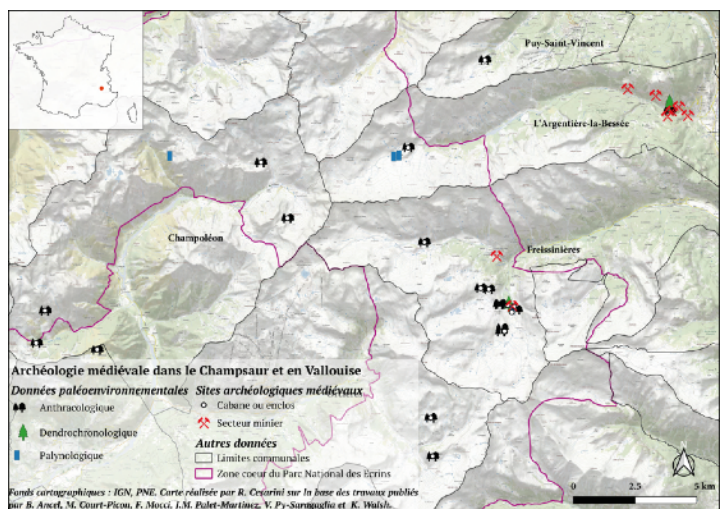 Puy-Saint-Vincent
L'Argentière-la-Bessée
Champoléon
Freissinières
Archéologie médiévale dans le Champsaur et en Vallouise
Données paléoenvironnementales
Anthracologique
Dendrochronologique
Palynologique
Sites archéologiques médiévaux
Cabane ou enclos
Secteur minier
Autres données
Limites communales
Zone coeur du Parc National des Ecrins
0 2.5 5 km
Fonds cartographiques : IGN, PNE. Carte réalisée par R. Cesarini sur la base des travaux publiés
par B. Ancel, M. Court-Picou, F. Mocci, J.M. Palet-Martinez, V. Py-Saragaglia et K. Walsh.